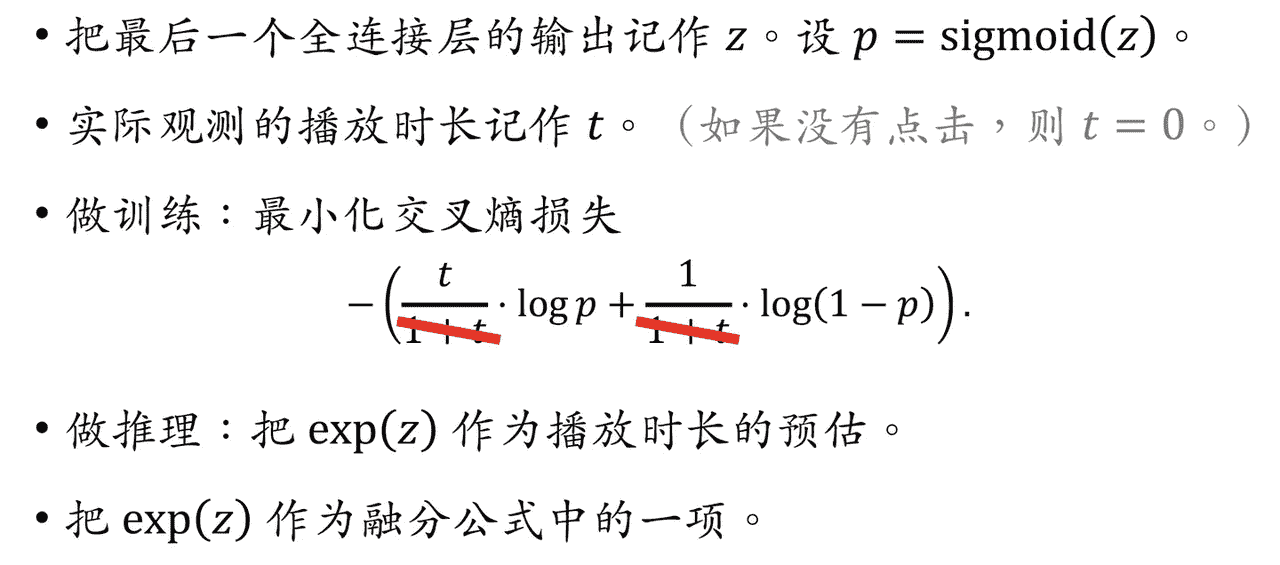 • 把最后一个全连接层的输出记作 z。设 p = sigmoid(z)。
• 实际观测的播放时长记作 t。（如果没有点击，则 t = 0。）
• 做训练：最小化交叉熵损失
−(t/(1 + t) · log p + 1/(1 + t) · log(1 − p)).
• 做推理：把 exp(z) 作为播放时长的预估。
• 把 exp(z) 作为融分公式中的一项。